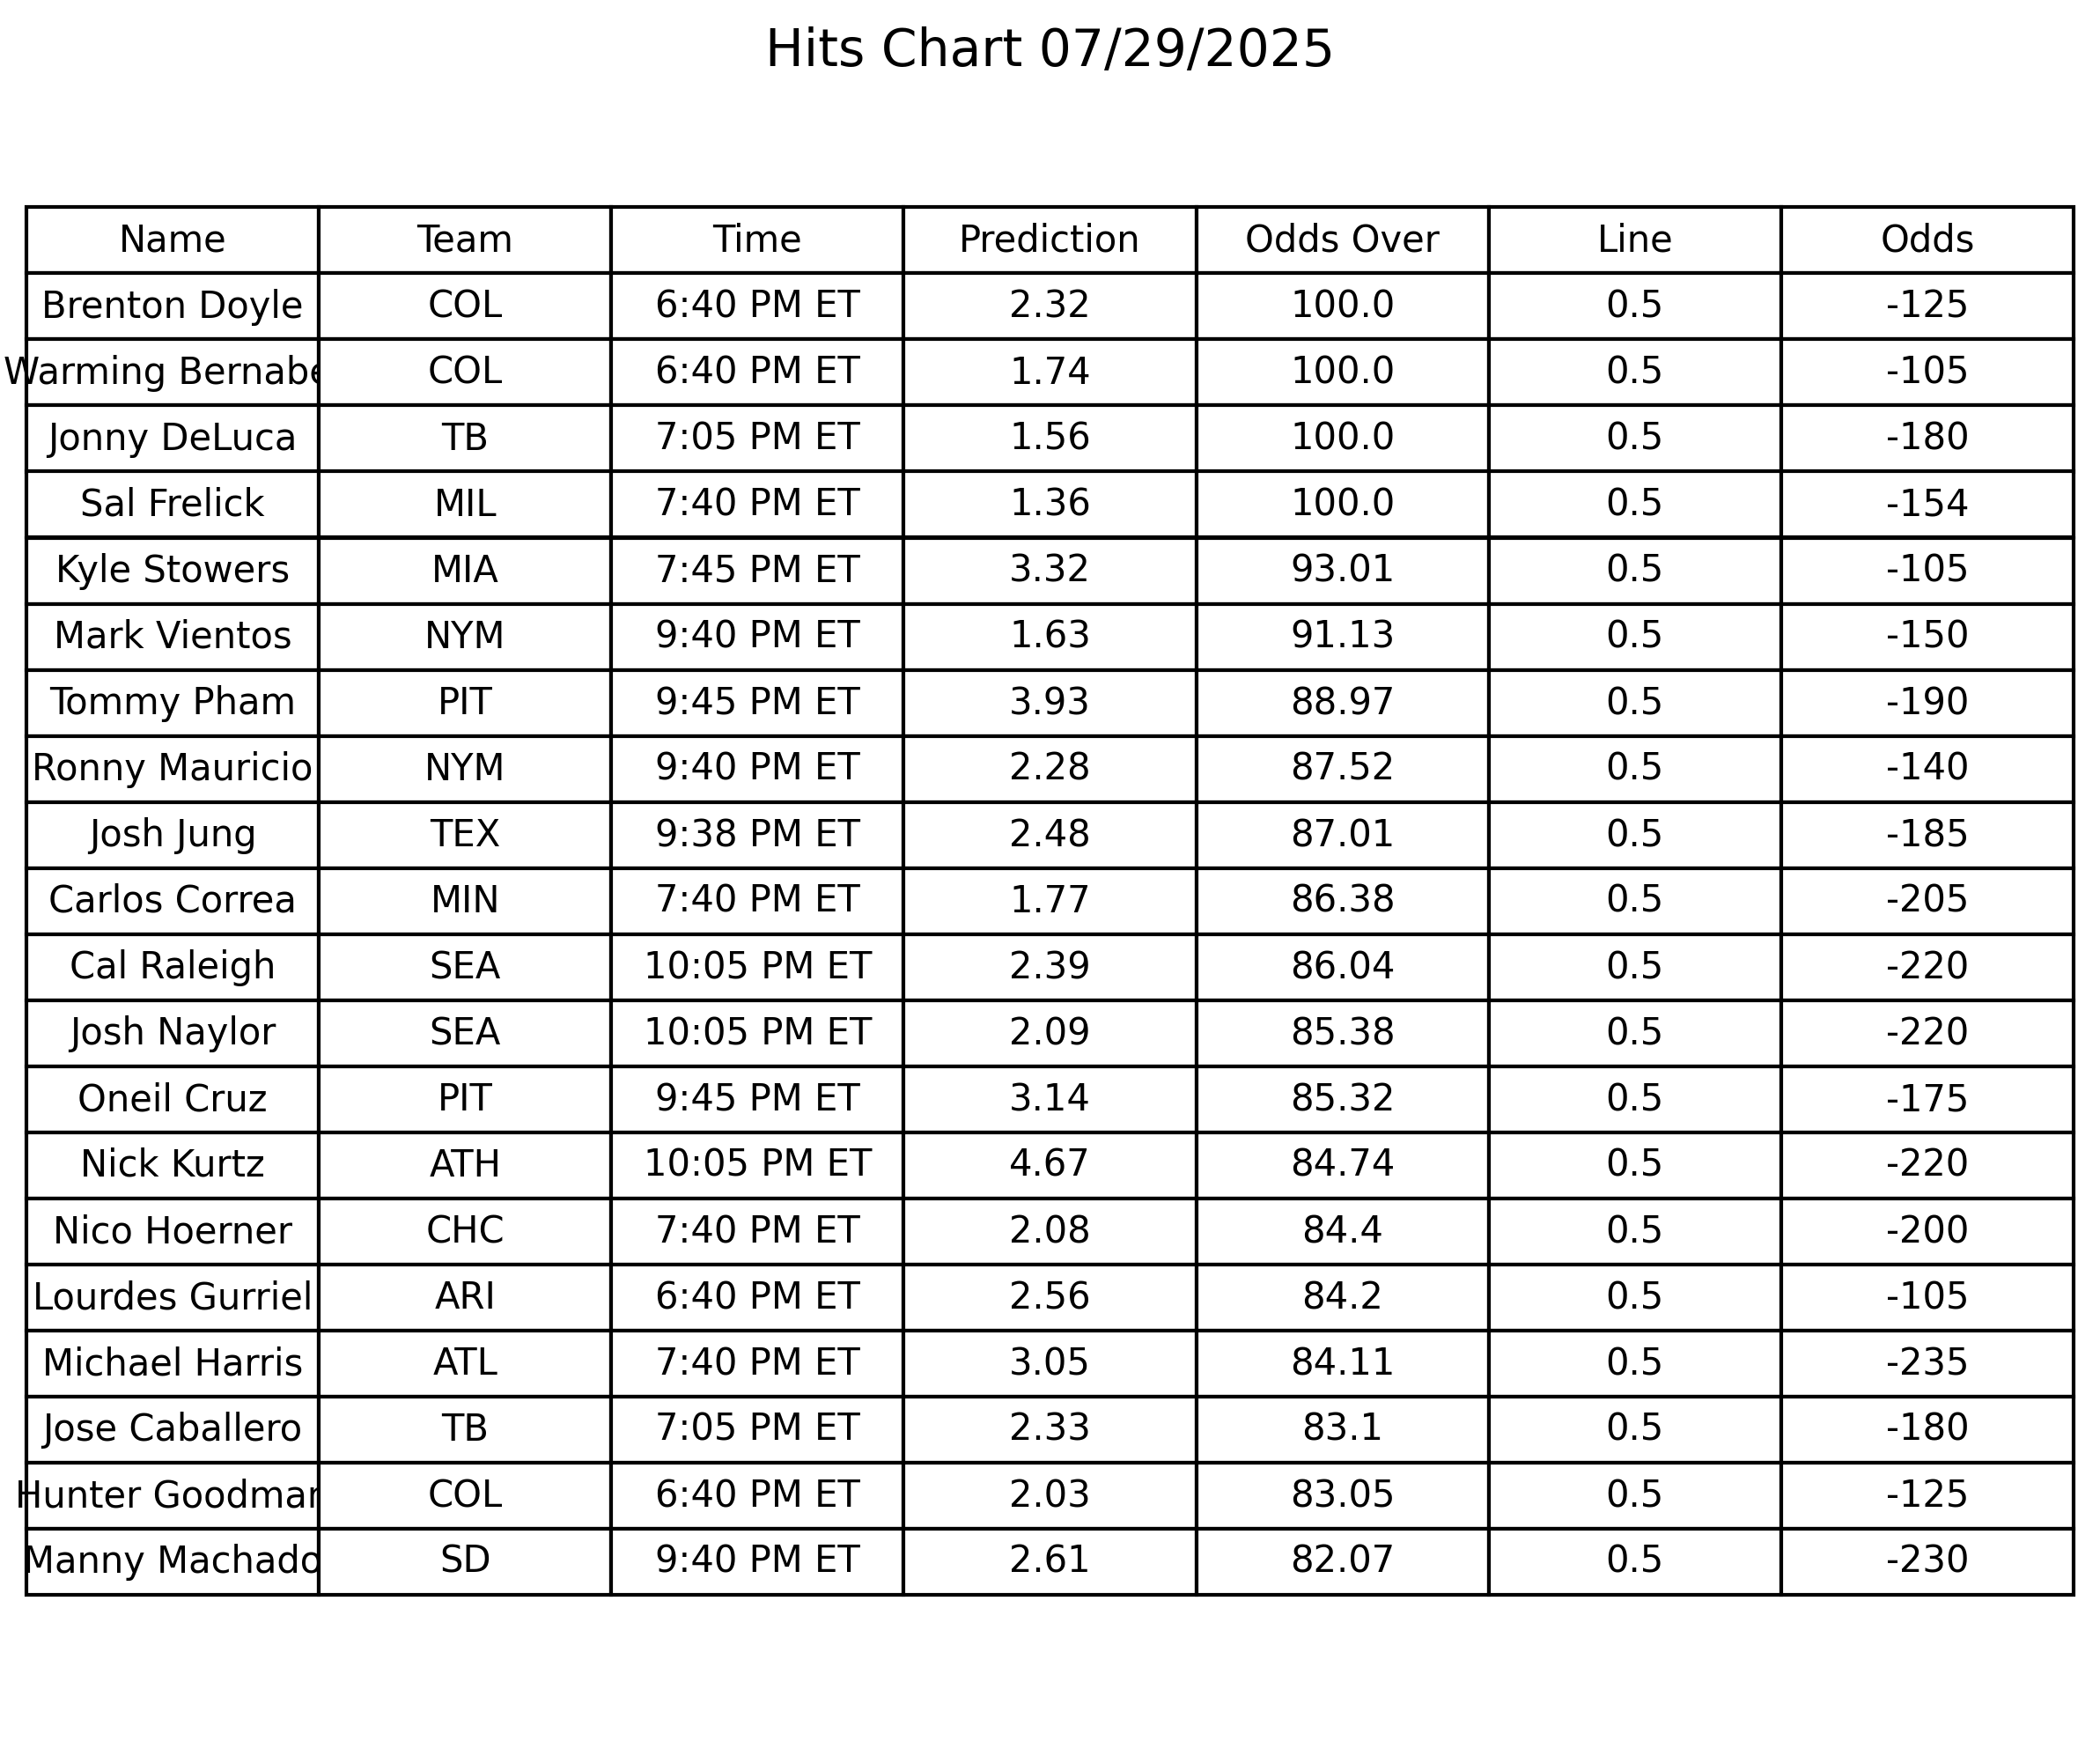 Hits Chart 07/29/2025
Name Team Time Prediction Odds Over Line Odds
Brenton Doyle COL 6:40 PM ET 2.32 100.0 0.5 -125
Warming Bernabe COL 6:40 PM ET 1.74 100.0 0.5 -105
Jonny DeLuca TB 7:05 PM ET 1.56 100.0 0.5 -180
Sal Frelick MIL 7:40 PM ET 1.36 100.0 0.5 -154
Kyle Stowers MIA 7:45 PM ET 3.32 93.01 0.5 -105
Mark Vientos NYM 9:40 PM ET 1.63 91.13 0.5 -150
Tommy Pham PIT 9:45 PM ET 3.93 88.97 0.5 -190
Ronny Mauricio NYM 9:40 PM ET 2.28 87.52 0.5 -140
Josh Jung TEX 9:38 PM ET 2.48 87.01 0.5 -185
Carlos Correa MIN 7:40 PM ET 1.77 86.38 0.5 -205
Cal Raleigh SEA 10:05 PM ET 2.39 86.04 0.5 -220
Josh Naylor SEA 10:05 PM ET 2.09 85.38 0.5 -220
Oneil Cruz PIT 9:45 PM ET 3.14 85.32 0.5 -175
Nick Kurtz ATH 10:05 PM ET 4.67 84.74 0.5 -220
Nico Hoerner CHC 7:40 PM ET 2.08 84.4 0.5 -200
Lourdes Gurriel ARI 6:40 PM ET 2.56 84.2 0.5 -105
Michael Harris ATL 7:40 PM ET 3.05 84.11 0.5 -235
Jose Caballero TB 7:05 PM ET 2.33 83.1 0.5 -180
Hunter Goodman COL 6:40 PM ET 2.03 83.05 0.5 -125
Manny Machado SD 9:40 PM ET 2.61 82.07 0.5 -230